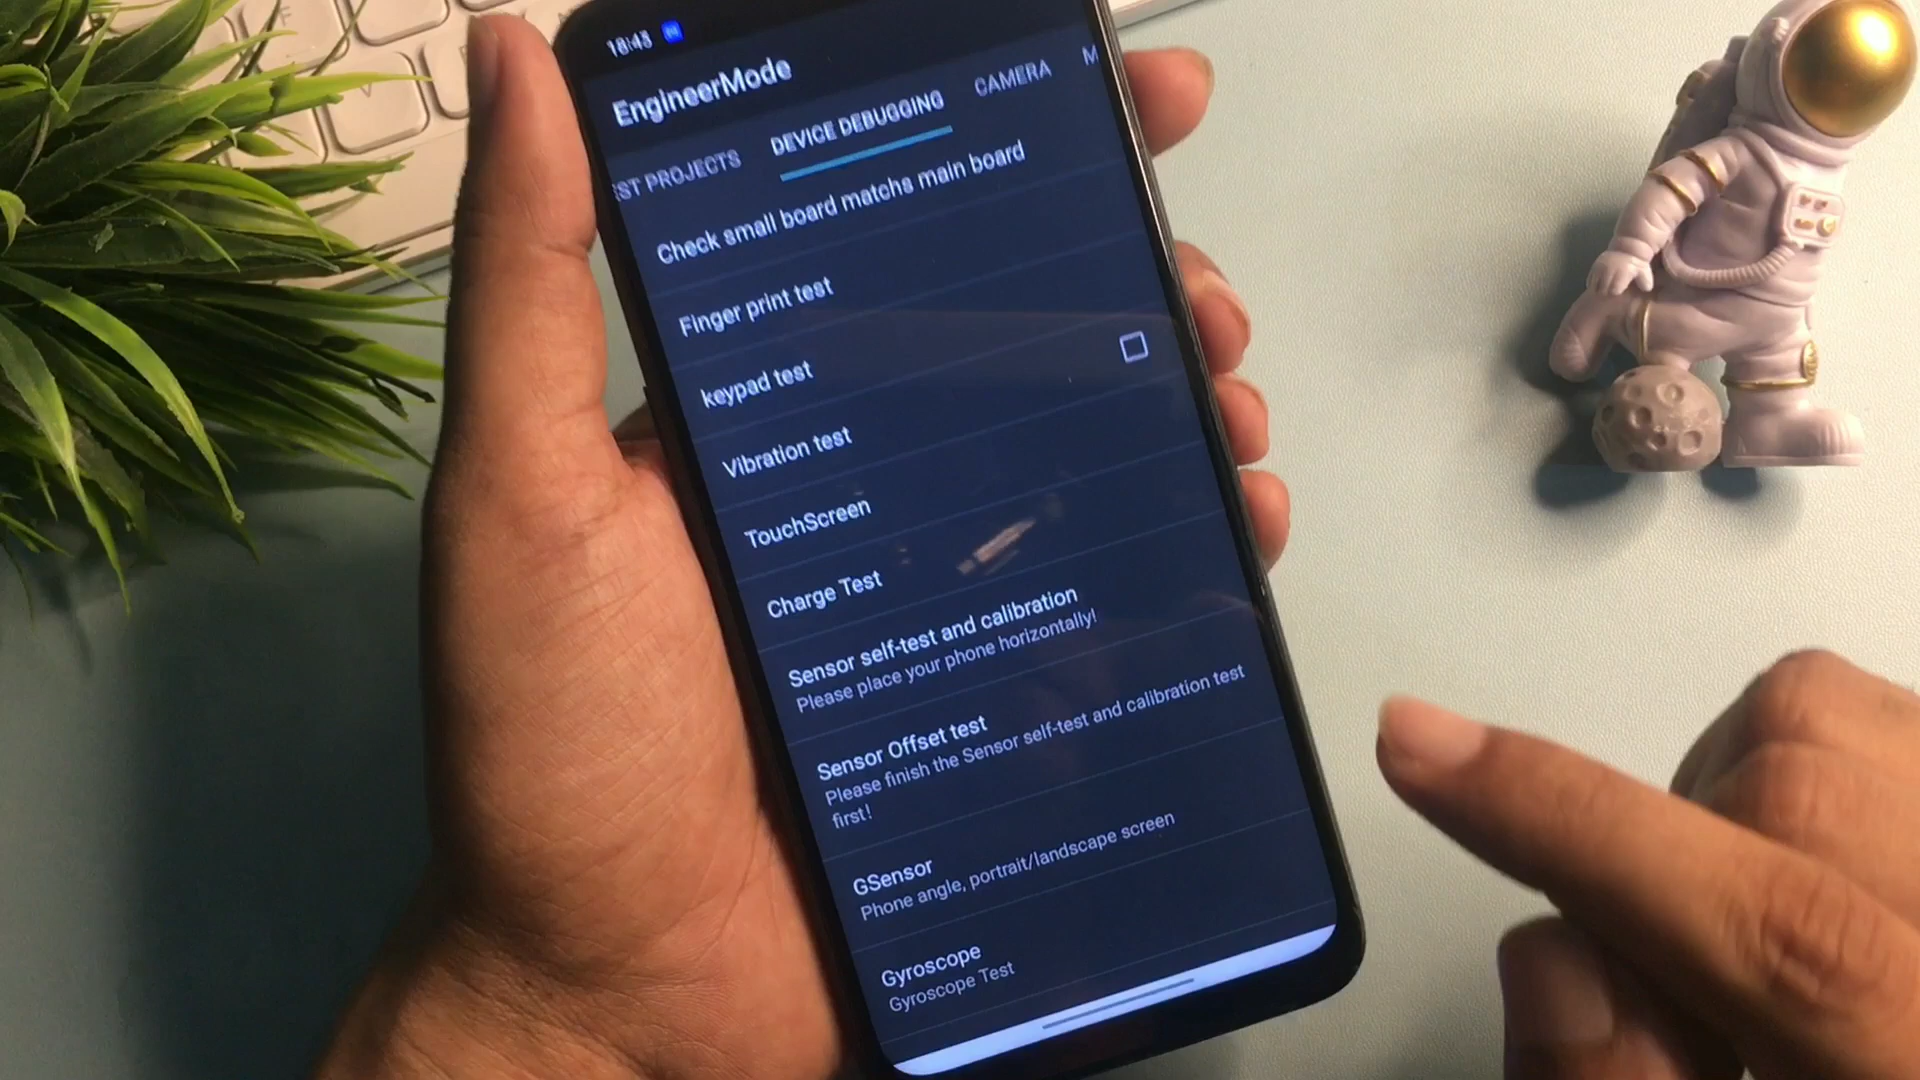 18:43
EngineerMode
EST PROJECTS
DEVICE DEBUGGING
CAMERA
M
Check small board matchs main board
Finger print test
keypad test
Vibration test
TouchScreen
Charge Test
Sensor self-test and calibration
Please place your phone horizontally!
Sensor Offset test
Please finish the Sensor self-test and calibration test
first!
GSensor
Phone angle, portrait/landscape screen
Gyroscope
Gyroscope Test